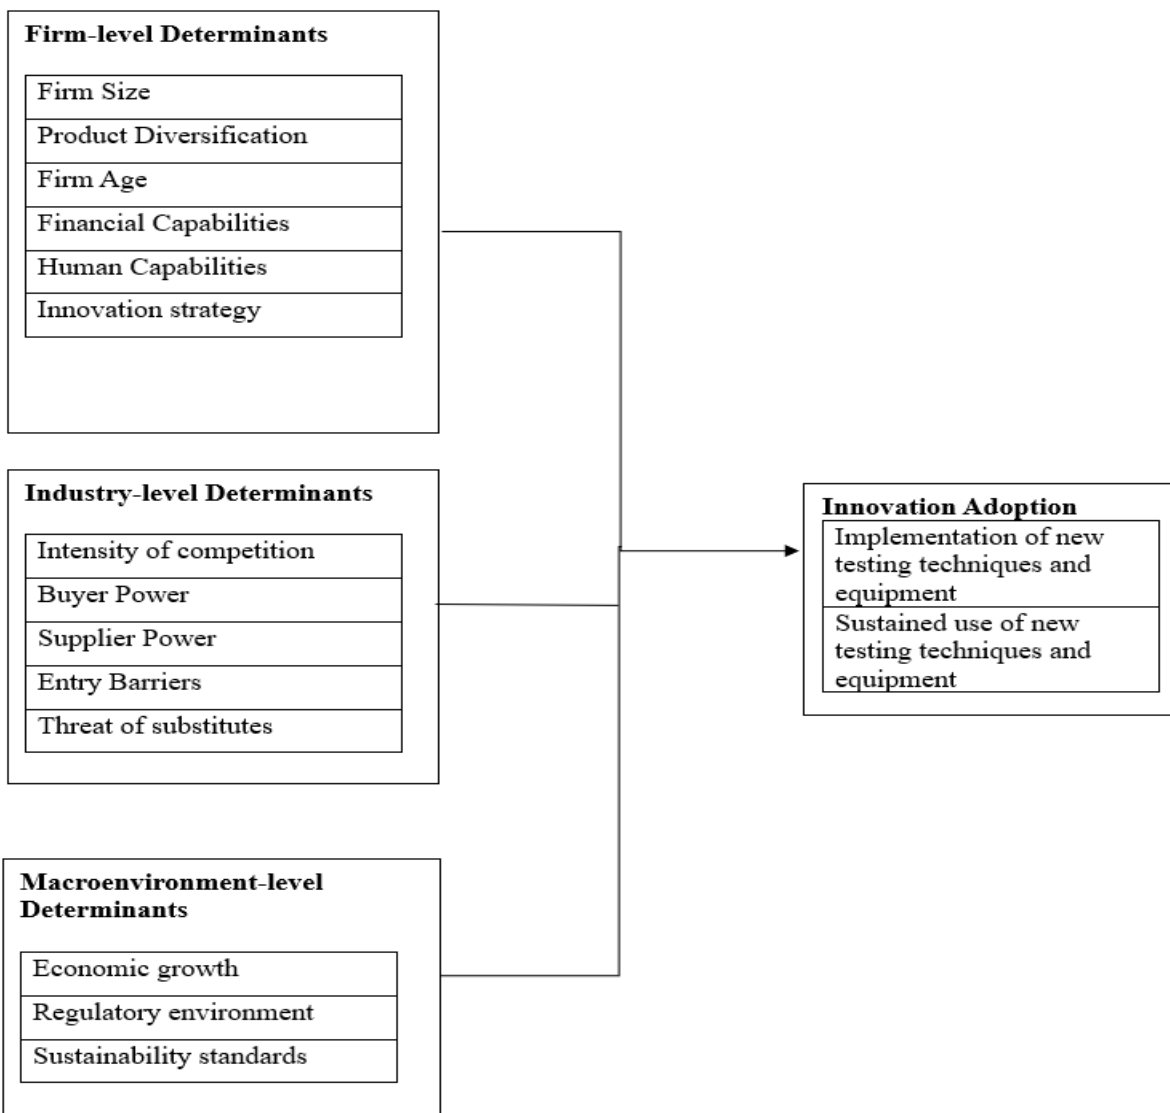 Firm-level Determinants
Firm Size
Product Diversification
Firm Age
Financial Capabilities
Human Capabilities
Innovation strategy
Industry-level Determinants
Intensity of competition
Buyer Power
Supplier Power
Entry Barriers
Threat of substitutes
Macroenvironment-level
Determinants
Economic growth
Regulatory environment
Sustainability standards
Innovation Adoption
Implementation of new
testing techniques and
equipment
Sustained use of new
testing techniques and
equipment